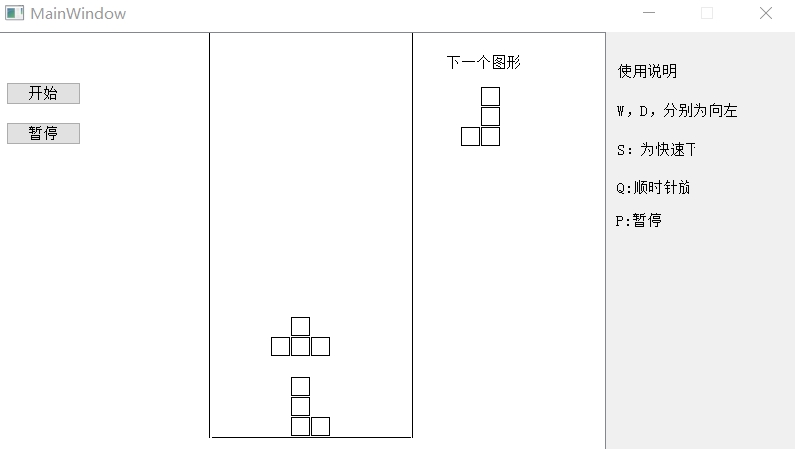 MainWindow
开始
暂停
下一个图形
使用说明
W，D，分别为向左
S：为快速下
Q:顺时针旋
P:暂停